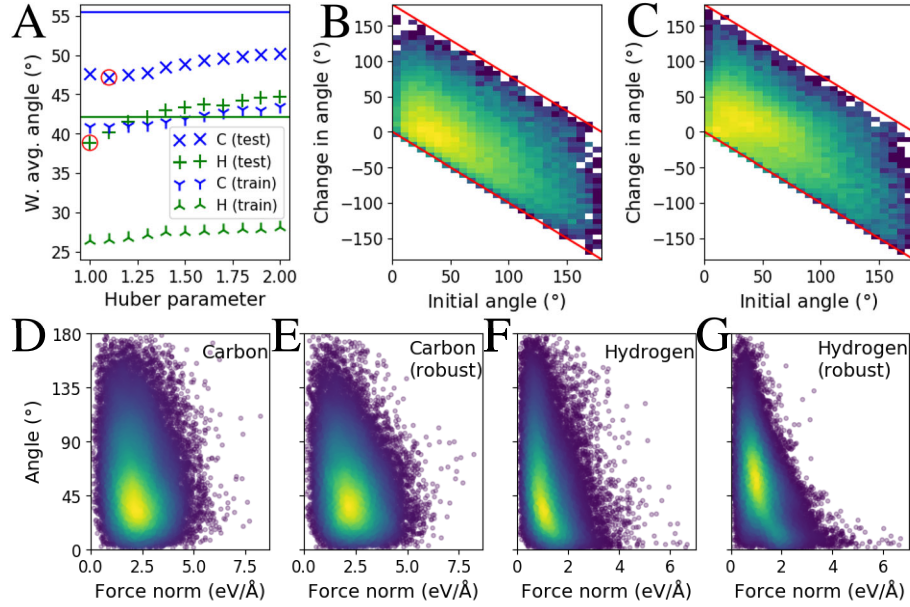 A
W. avg. angle (°)
55
50
45
40
35
30
25
C (test)
H (test)
C (train)
H (train)
1.00 1.25 1.50 1.75 2.00
Huber parameter
B
Change in angle (°)
150
100
50
0
−50
−100
−150
0 50 100 150
Initial angle (°)
C
Change in angle (°)
150
100
50
0
−50
−100
−150
0 50 100 150
Initial angle (°)
D
Angle (°)
180
135
90
45
0
Carbon
0.0 2.5 5.0 7.5
Force norm (eV/Å)
E
Carbon
(robust)
0.0 2.5 5.0 7.5
Force norm (eV/Å)
F
Hydrogen
0 2 4 6
Force norm (eV/Å)
G
Hydrogen
(robust)
0 2 4 6
Force norm (eV/Å)